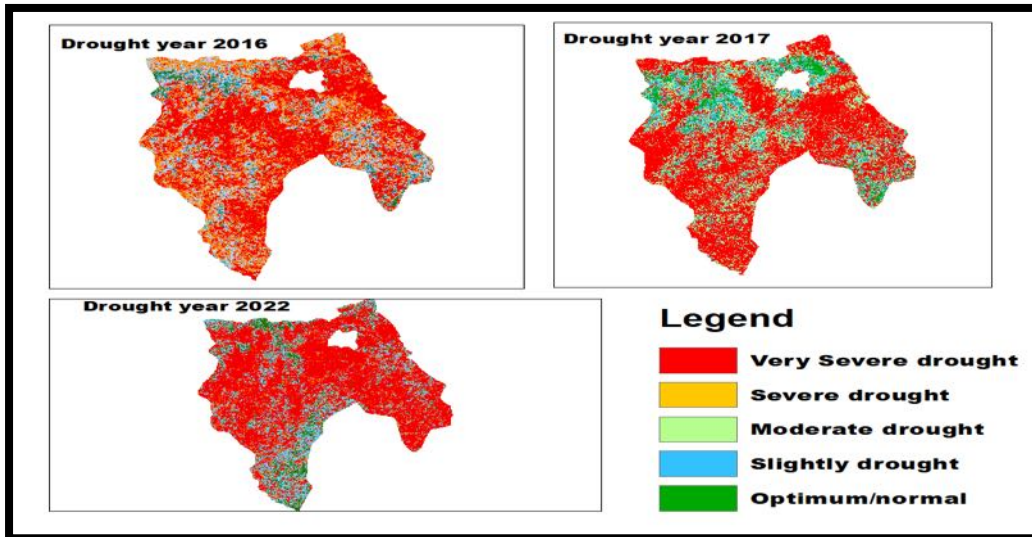 Drought year 2016
Drought year 2017
Drought year 2022
Legend
Very Severe drought
Severe drought
Moderate drought
Slightly drought
Optimum/normal